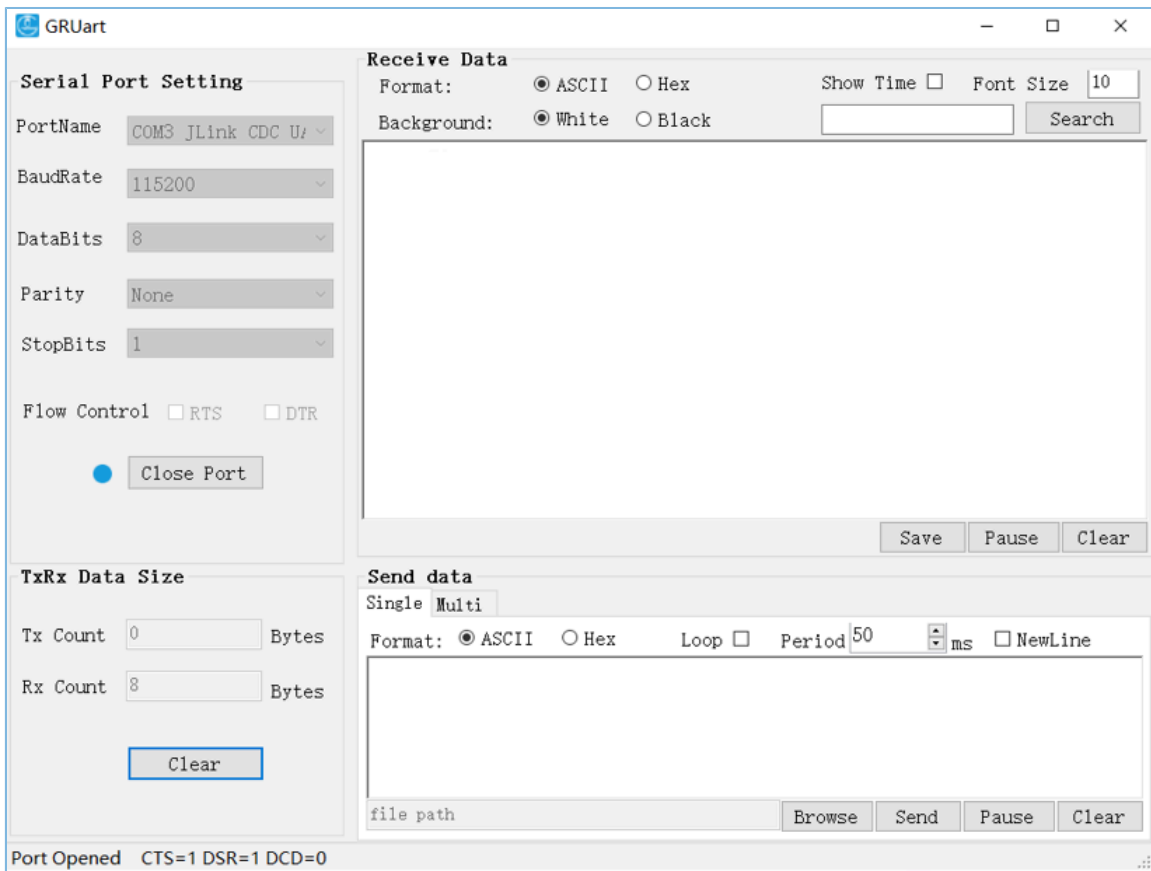 GRUart
Serial Port Setting
PortName COM3 JLink CDC UA
BaudRate 115200
DataBits 8
Parity None
StopBits 1
Flow Control RTS DTR
Close Port
Receive Data
Format: ASCII Hex Show Time Font Size 10
Background: White Black Search
Save Pause Clear
TxRx Data Size
Tx Count 0 Bytes
Rx Count 8 Bytes
Clear
Send data
Single Multi
Format: ASCII Hex Loop Period 50 ms NewLine
file path Browse Send Pause Clear
Port Opened CTS=1 DSR=1 DCD=0